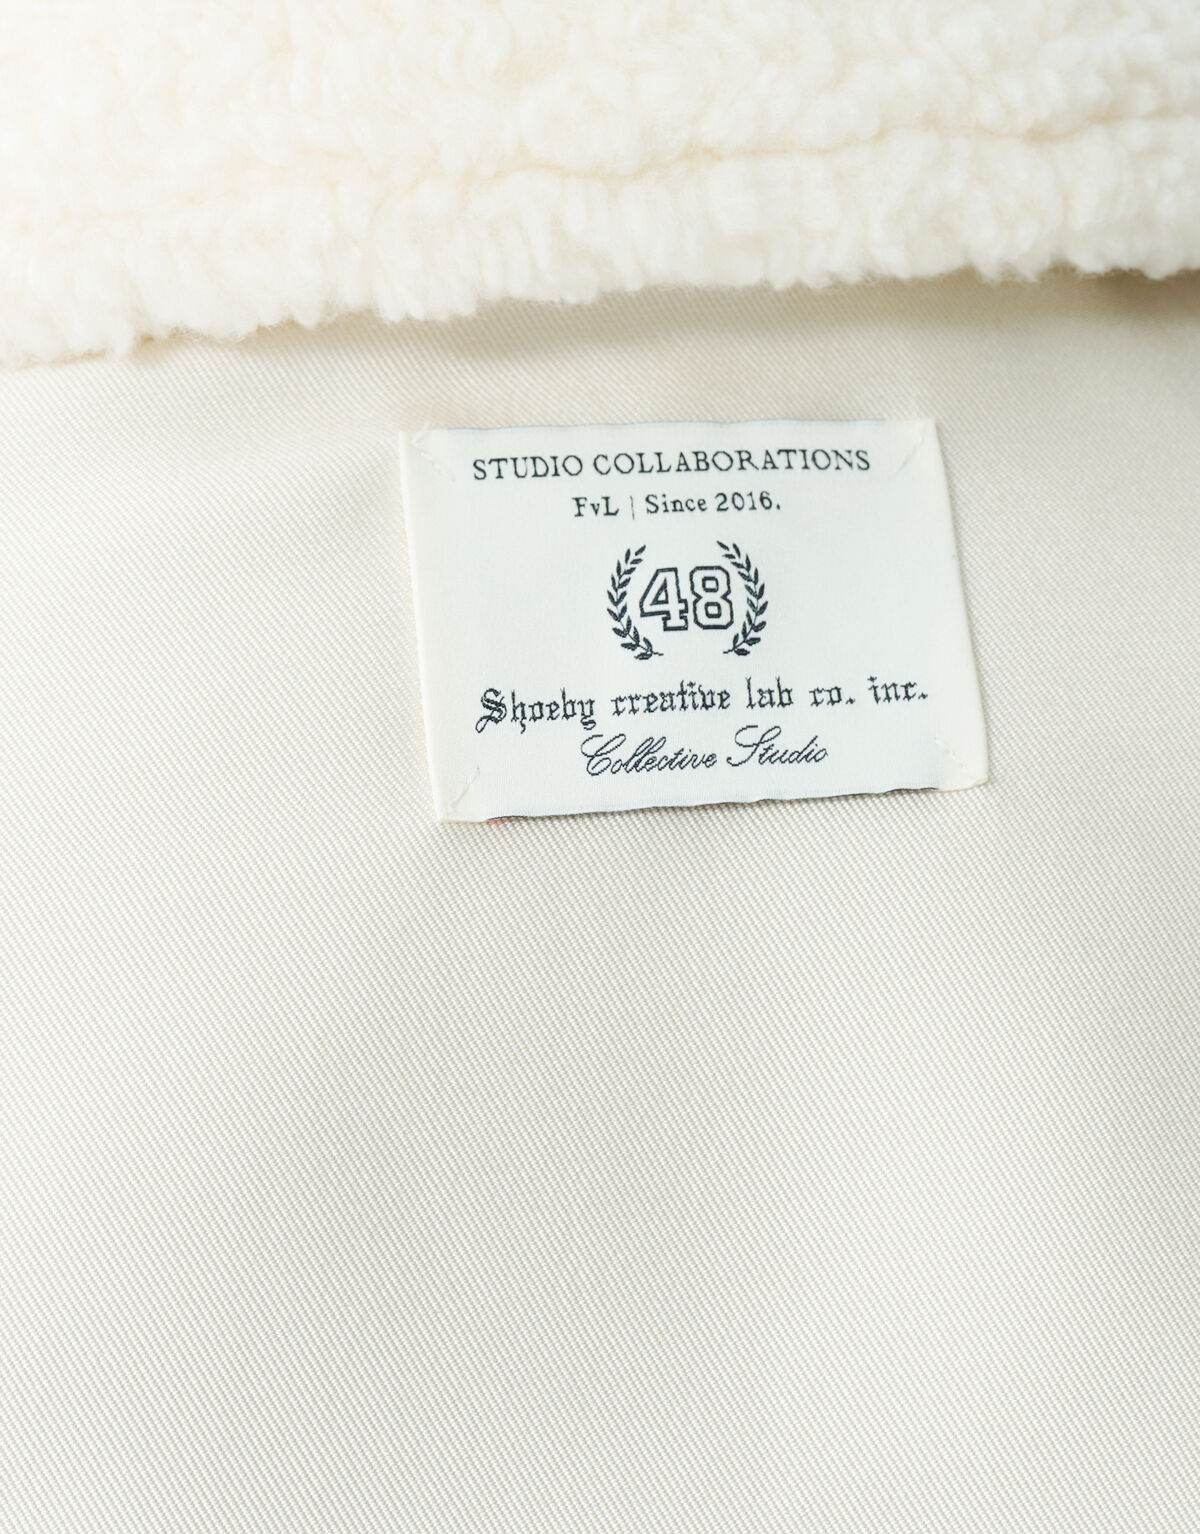 STUDIO COLLABORATIONS
FvL | Since 2016.
48
Shoeby creative lab co. inc.
Collective Studio